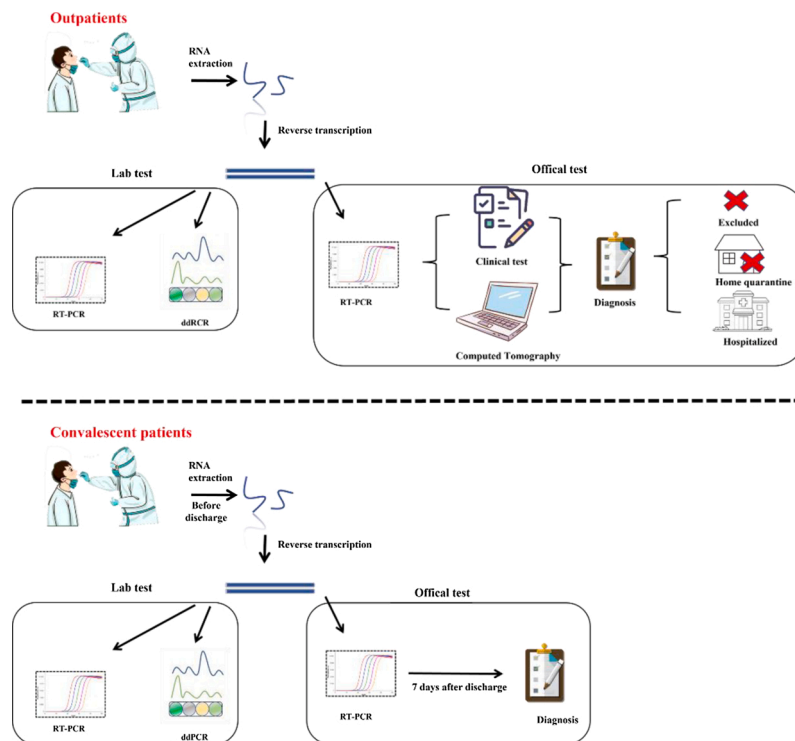 Outpatients
RNA
extraction
Reverse transcription
Lab test
Offical test
RT-PCR
ddRCR
RT-PCR
Clinical test
Computed Tomography
Diagnosis
Excluded
Home quarantine
Hospitalized
Convalescent patients
RNA
extraction
Before
discharge
Reverse transcription
Lab test
Offical test
RT-PCR
ddPCR
RT-PCR
7 days after discharge
Diagnosis